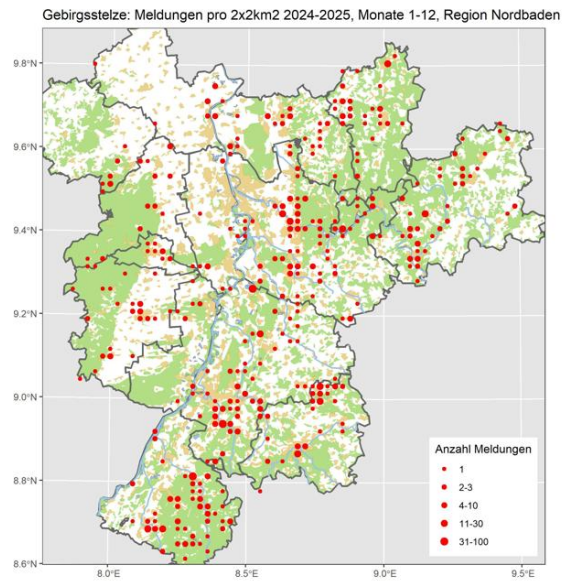 Gebirgsstelze: Meldungen pro 2x2km2 2024-2025, Monate 1-12, Region Nordbaden
9.8°N
9.6°N
9.4°N
9.2°N
9.0°N
8.8°N
8.6°N
8.0°E
8.5°E
9.0°E
9.5°E
Anzahl Meldungen
1
2-3
4-10
11-30
31-100